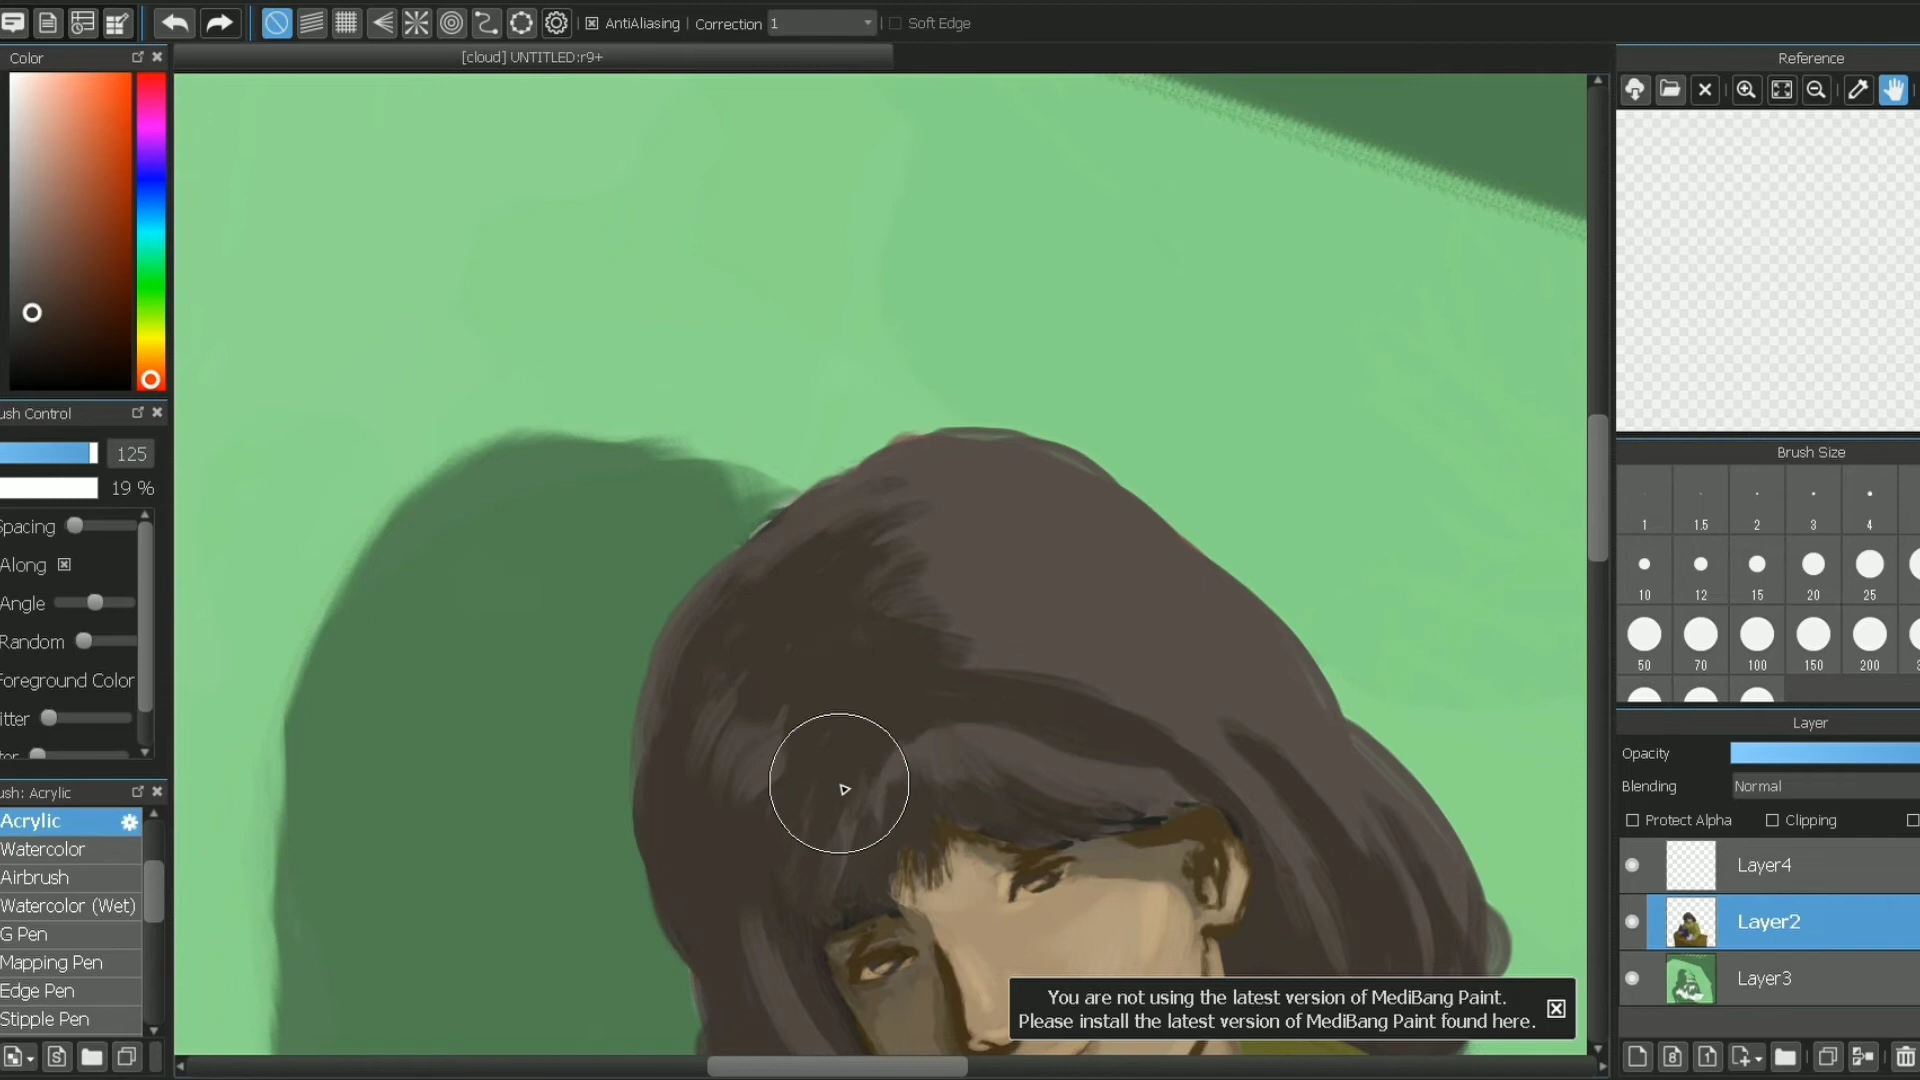 AntiAliasing
Correction
1
Soft Edge
Color
[cloud] UNTITLED:r9+
Reference
ush Control
125
19 %
Spacing
Along
Angle
Random
Foreground Color
itter
Brush Size
1
1.5
2
3
4
10
12
15
20
25
50
70
100
150
200
Layer
Opacity
Blending
Normal
Protect Alpha
Clipping
Layer4
Layer2
Layer3
ush: Acrylic
Acrylic
Watercolor
Airbrush
Watercolor (Wet)
G Pen
Mapping Pen
Edge Pen
Stipple Pen
You are not using the latest version of MediBang Paint.
Please install the latest version of MediBang Paint found here.